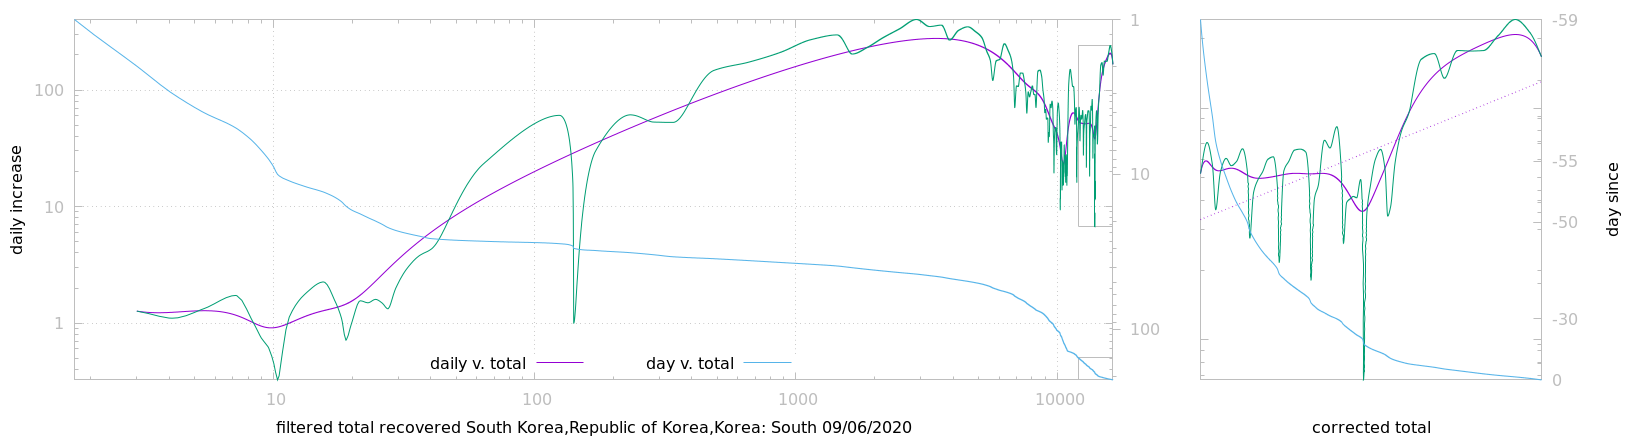 daily increase
100
10
1
daily v. total
day v. total
10
100
1000
10000
1
10
100
filtered total recovered South Korea,Republic of Korea,Korea: South 09/06/2020
-59
-55
-50
-30
0
day since
corrected total